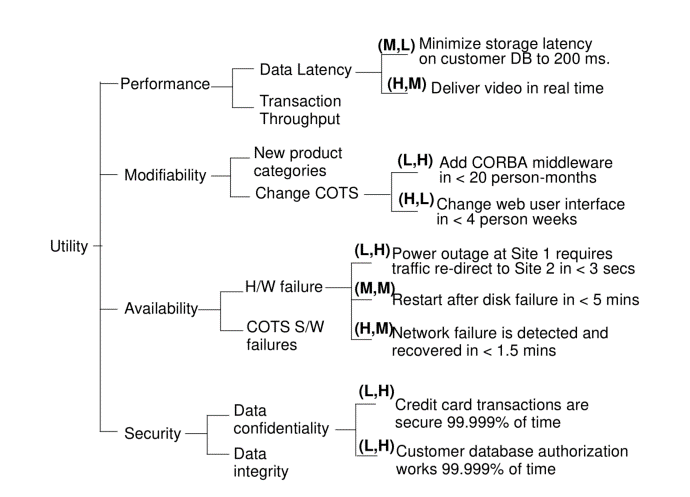 (M,L) Minimize storage latency
on customer DB to 200 ms.
Performance
Data Latency
(H,M) Deliver video in real time
Transaction
Throughput
New product
categories
(L,H) Add CORBA middleware
in < 20 person-months
Modifiability
Change COTS
(H,L) Change web user interface
in < 4 person weeks
Utility
(L,H) Power outage at Site 1 requires
traffic re-direct to Site 2 in < 3 secs
H/W failure
(M,M) Restart after disk failure in < 5 mins
Availability
COTS S/W
failures
(H,M) Network failure is detected and
recovered in < 1.5 mins
(L,H) Credit card transactions are
secure 99.999% of time
Data
confidentiality
Security
(L,H) Customer database authorization
works 99.999% of time
Data
integrity